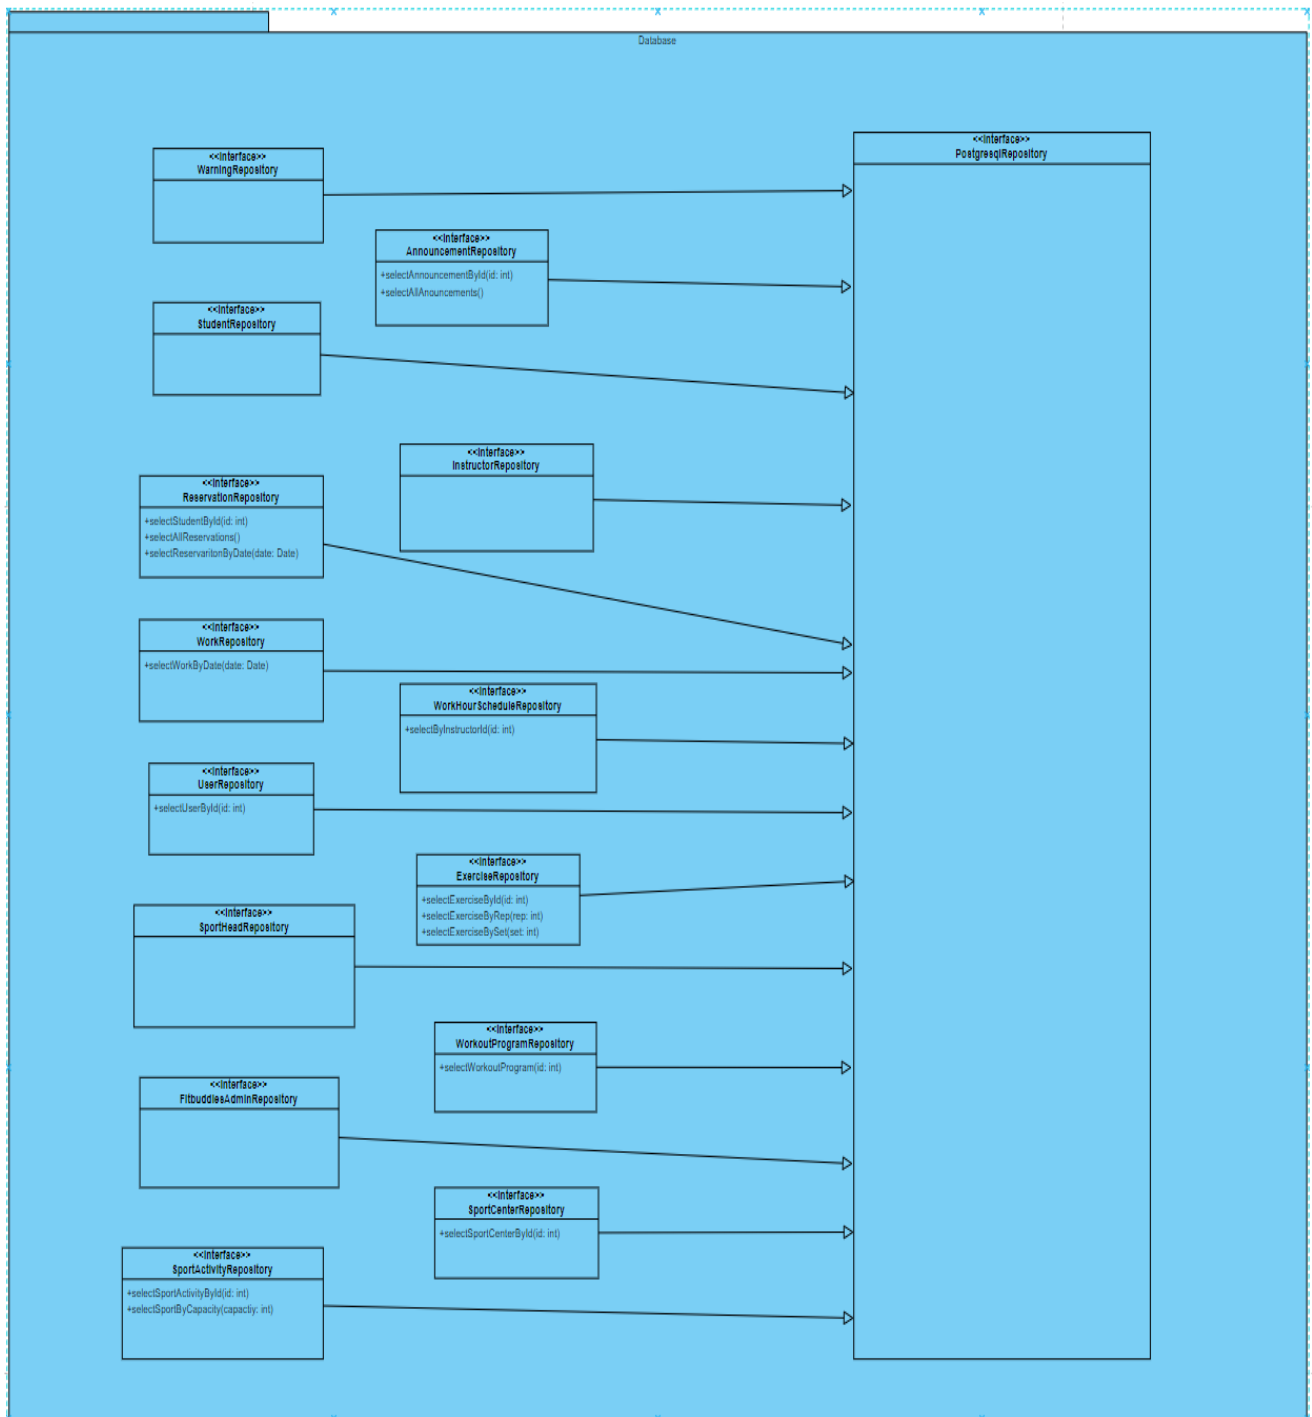 Database
<<Interface>>
PostgresqlRepository
<<Interface>>
WarningRepository
<<Interface>>
AnnouncementRepository
+selectAnnouncementById(id: int)
+selectAllAnouncements()
<<Interface>>
StudentRepository
<<Interface>>
InstructorRepository
<<Interface>>
ReservationRepository
+selectStudentById(id: int)
+selectAllReservations()
+selectReservaritonByDate(date: Date)
<<Interface>>
WorkRepository
+selectWorkByDate(date: Date)
<<Interface>>
WorkHourScheduleRepository
+selectByInstructorId(id: int)
<<Interface>>
UserRepository
+selectUserById(id: int)
<<Interface>>
ExerciseRepository
+selectExerciseById(id: int)
+selectExerciseByRep(rep: int)
+selectExerciseBySet(set: int)
<<Interface>>
SportHeadRepository
<<Interface>>
WorkoutProgramRepository
+selectWorkoutProgram(id: int)
<<Interface>>
FitbuddiesAdminRepository
<<Interface>>
SportCenterRepository
+selectSportCenterById(id: int)
<<Interface>>
SportActivityRepository
+selectSportActivityById(id: int)
+selectSportByCapacity(capactiy: int)